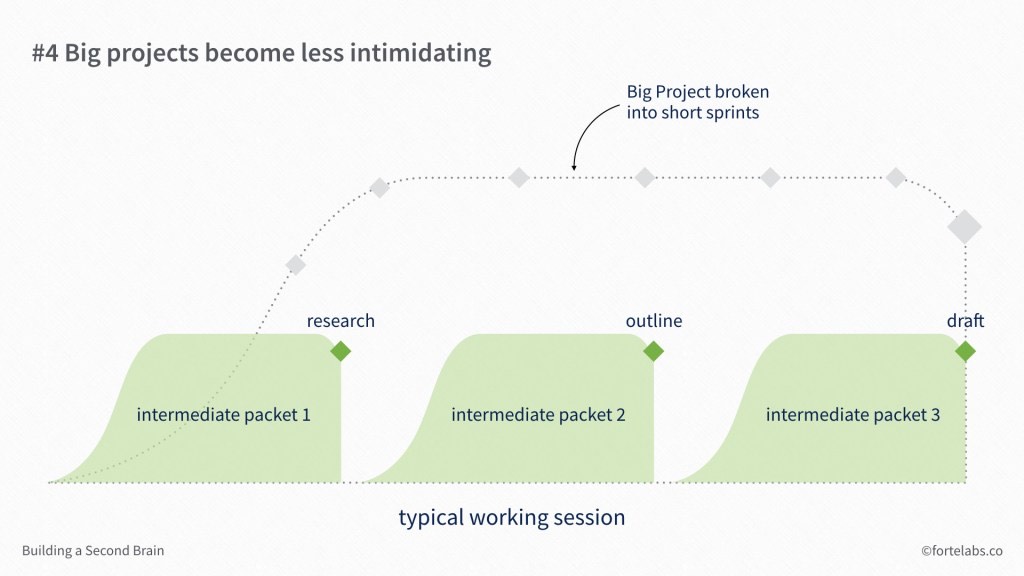 #4 Big projects become less intimidating
Big Project broken
into short sprints
research
outline
draft
intermediate packet 1
intermediate packet 2
intermediate packet 3
typical working session
Building a Second Brain
©fortelabs.co